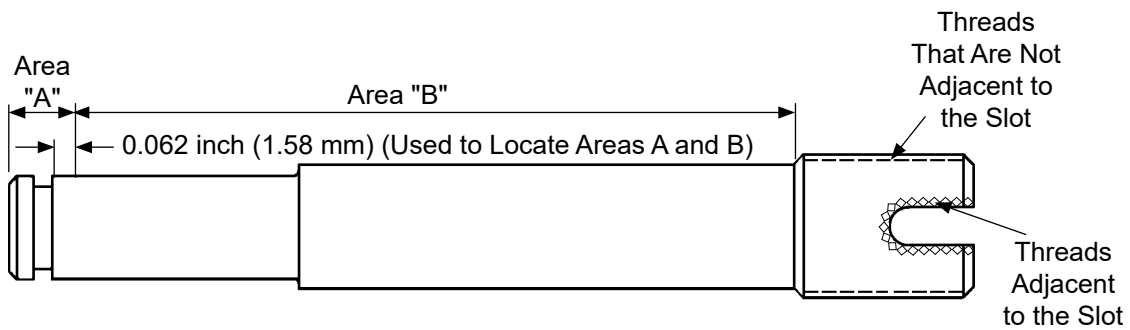 Threads
That Are Not
Adjacent to
the Slot
Area
"A"
Area "B"
0.062 inch (1.58 mm) (Used to Locate Areas A and B)
Threads
Adjacent
to the Slot